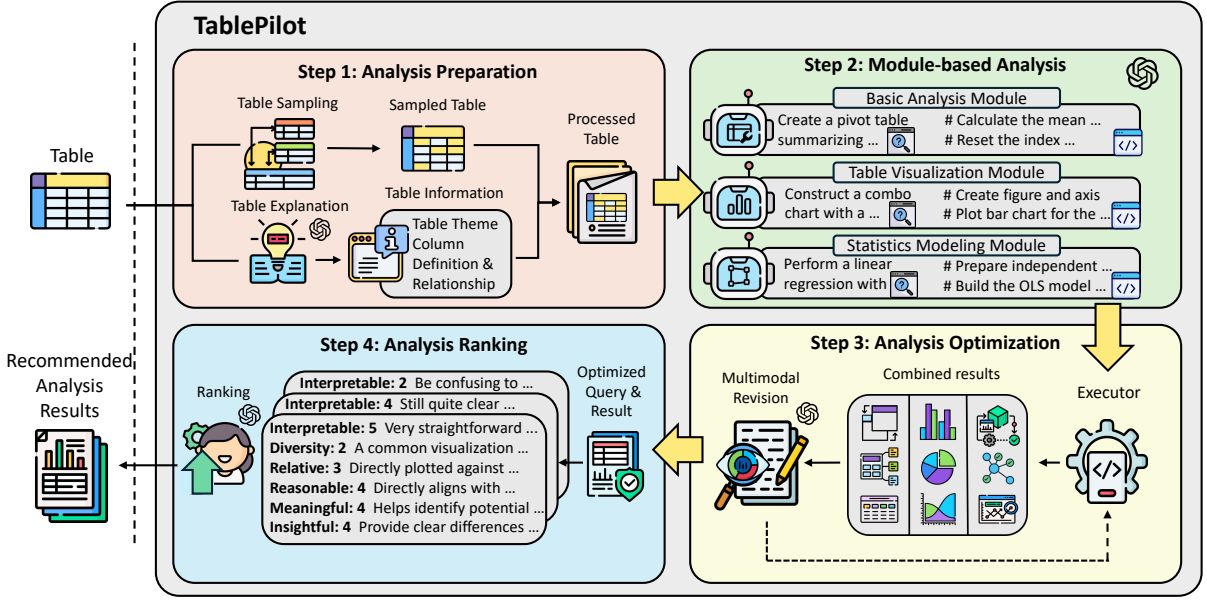 TablePilot
Table
Recommended
Analysis
Results
Step 1: Analysis Preparation
Table Sampling
Sampled Table
Table Explanation
Table Information
Table Theme
Column
Definition &
Relationship
Processed
Table
Step 2: Module-based Analysis
Basic Analysis Module
Create a pivot table
summarizing ...
# Calculate the mean ...
# Reset the index ...
Table Visualization Module
Construct a combo
chart with a ...
# Create figure and axis
# Plot bar chart for the ...
Statistics Modeling Module
Perform a linear
regression with
# Prepare independent ...
# Build the OLS model ...
Step 3: Analysis Optimization
Multimodal
Revision
Combined results
Executor
Step 4: Analysis Ranking
Ranking
Interpretable: 2 Be confusing to ...
Interpretable: 4 Still quite clear ...
Interpretable: 5 Very straightforward ...
Diversity: 2 A common visualization ...
Relative: 3 Directly plotted against ...
Reasonable: 4 Directly aligns with ...
Meaningful: 4 Helps identify potential ...
Insightful: 4 Provide clear differences ...
Optimized
Query &
Result